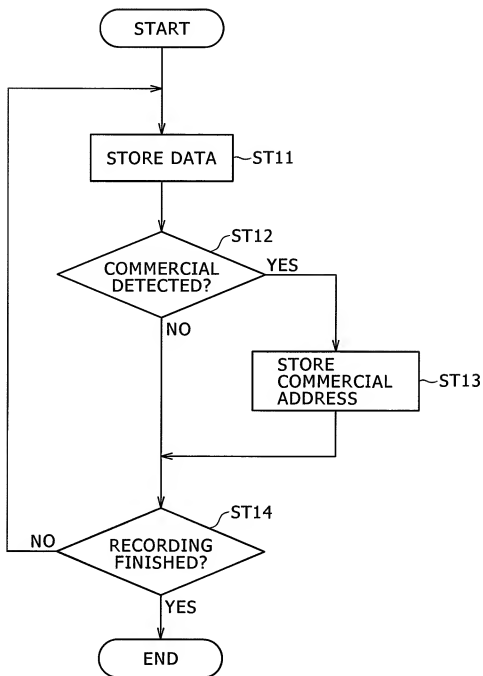 START
STORE DATA
ST11
ST12
COMMERCIAL
DETECTED?
YES
NO
STORE
COMMERCIAL
ADDRESS
ST13
ST14
RECORDING
FINISHED?
NO
YES
END